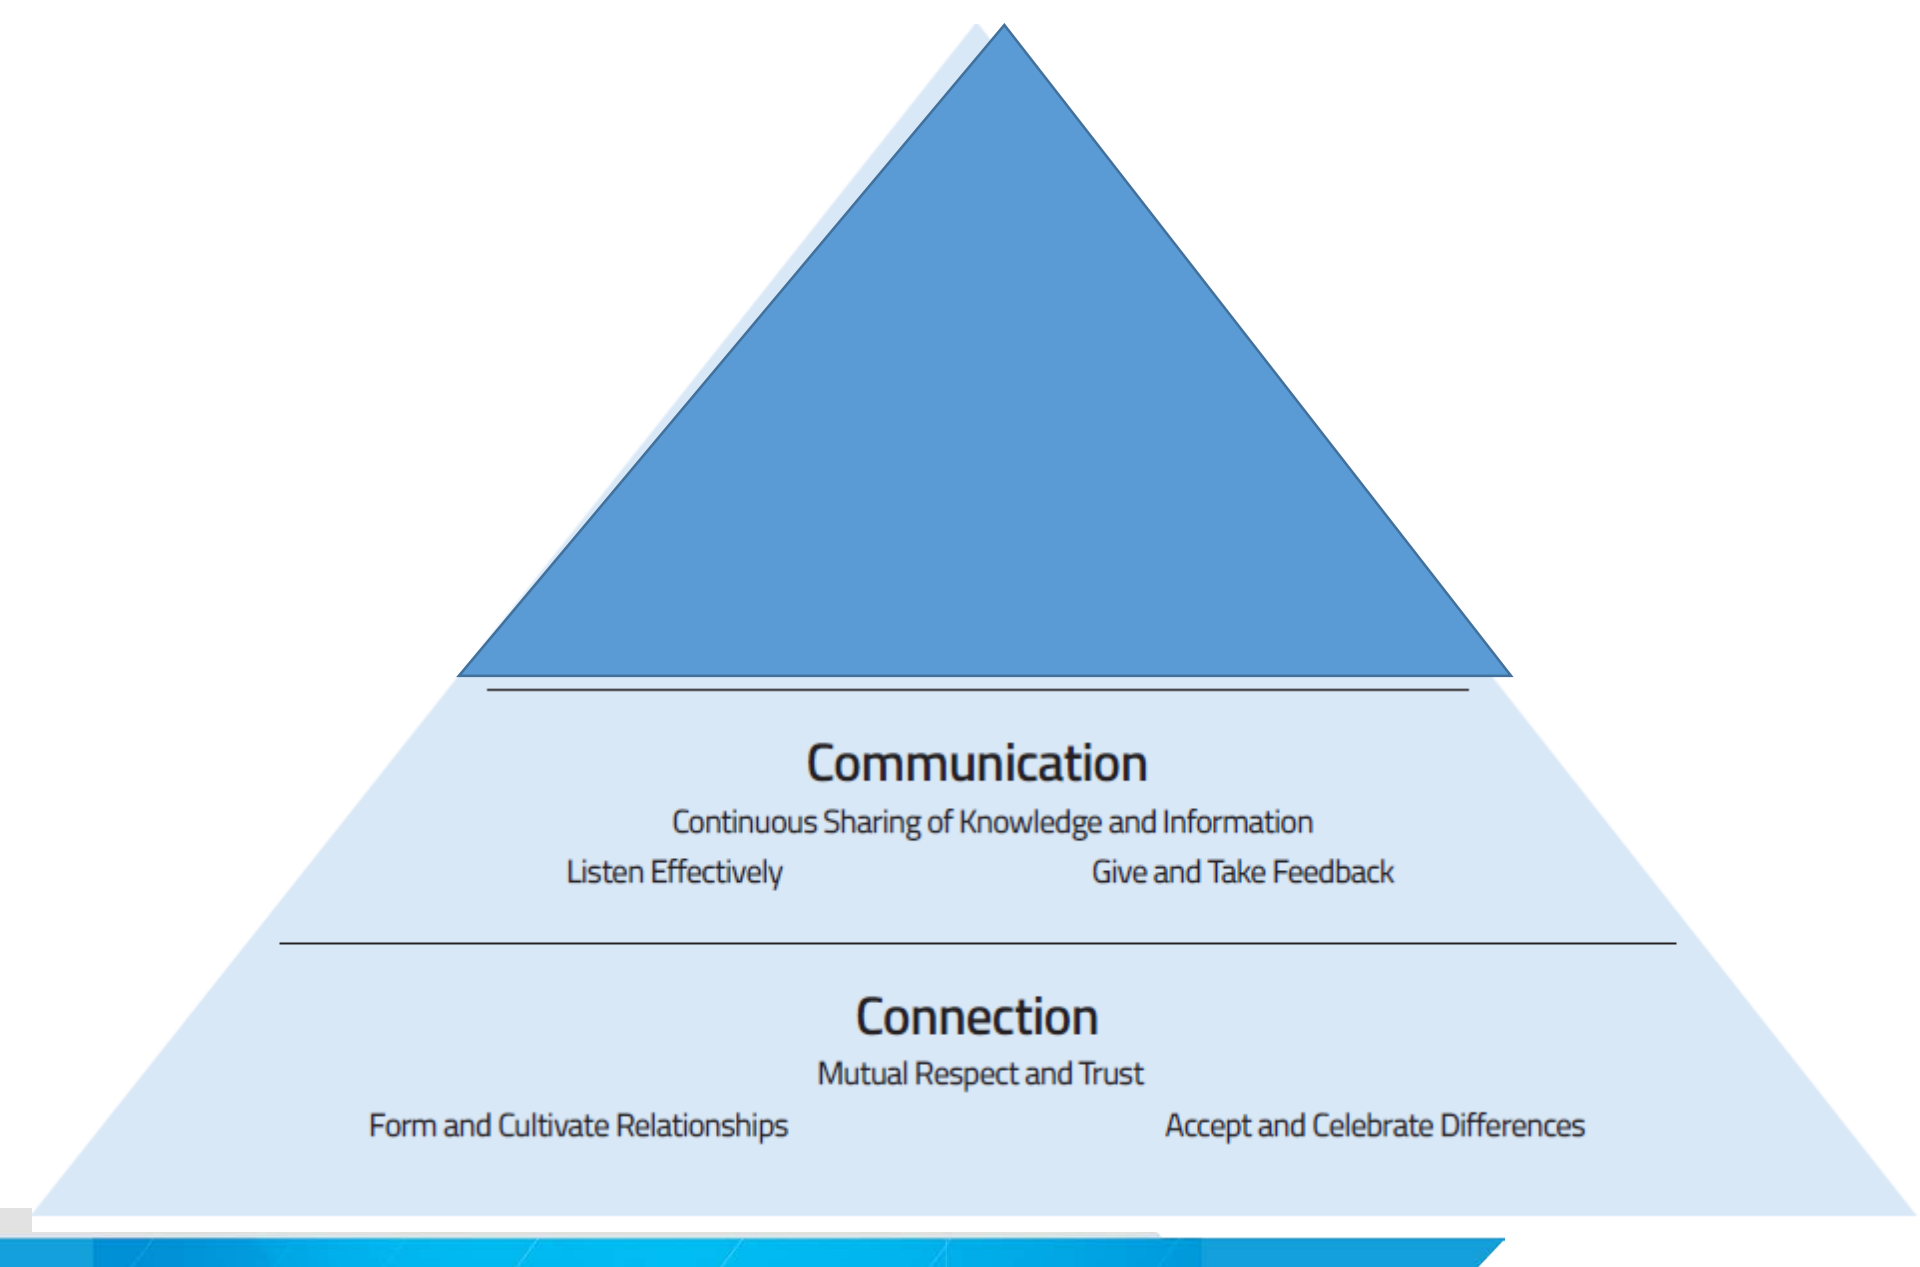 Communication
Continuous Sharing of Knowledge and Information
Listen Effectively Give and Take Feedback
Connection
Mutual Respect and Trust
Form and Cultivate Relationships Accept and Celebrate Differences